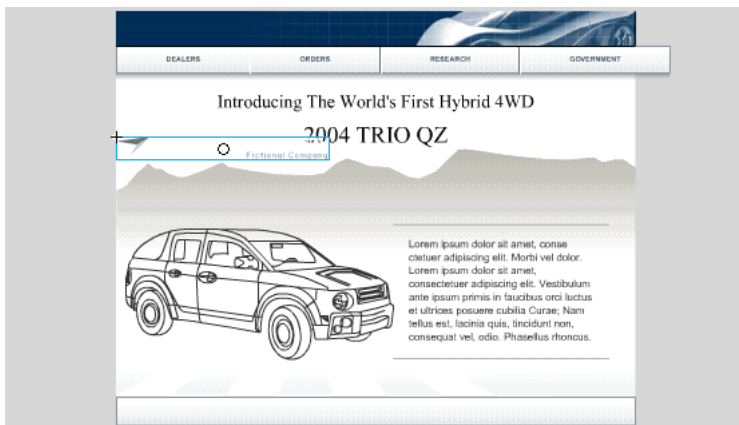 DEALERS
ORDERS
RESEARCH
GOVERNMENT
Introducing The World's First Hybrid 4WD
2004 TRIO QZ
Fictional Company
Lorem ipsum dolor sit amet, conse
ctetuer adipiscing elit. Morbi vel dolor.
Lorem ipsum dolor sit amet,
consectetuer adipiscing elit. Vestibulum
ante ipsum primis in faucibus orci luctus
et ultrices posuere cubilia Curae; Nam
tellus est, lacinia quis, tincidunt non,
consequat vel, odio. Phasellus rhoncus.